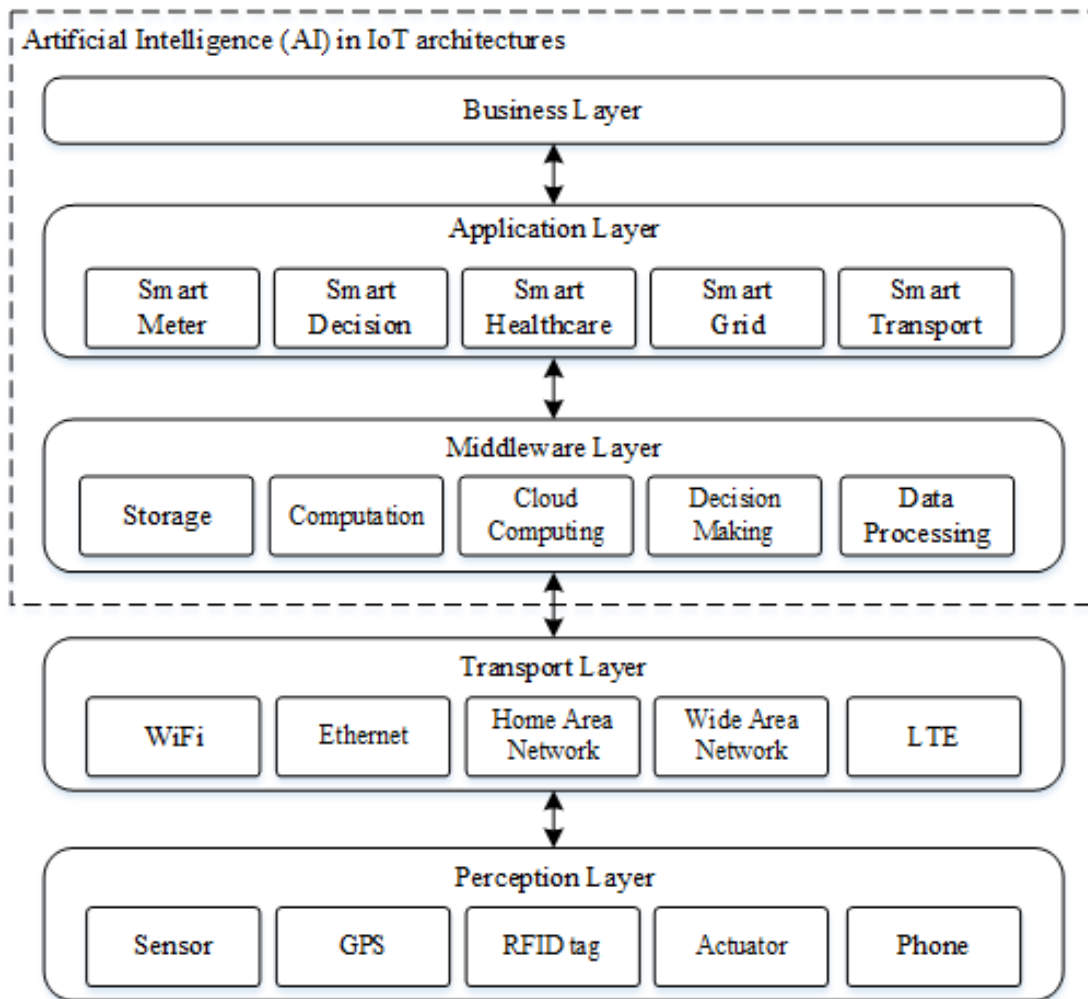 Artificial Intelligence (AI) in IoT architectures
Business Layer
Application Layer
Smart
Meter
Smart
Decision
Smart
Healthcare
Smart
Grid
Smart
Transport
Middleware Layer
Storage
Computation
Cloud
Computing
Decision
Making
Data
Processing
Transport Layer
WiFi
Ethernet
Home Area
Network
Wide Area
Network
LTE
Perception Layer
Sensor
GPS
RFID tag
Actuator
Phone